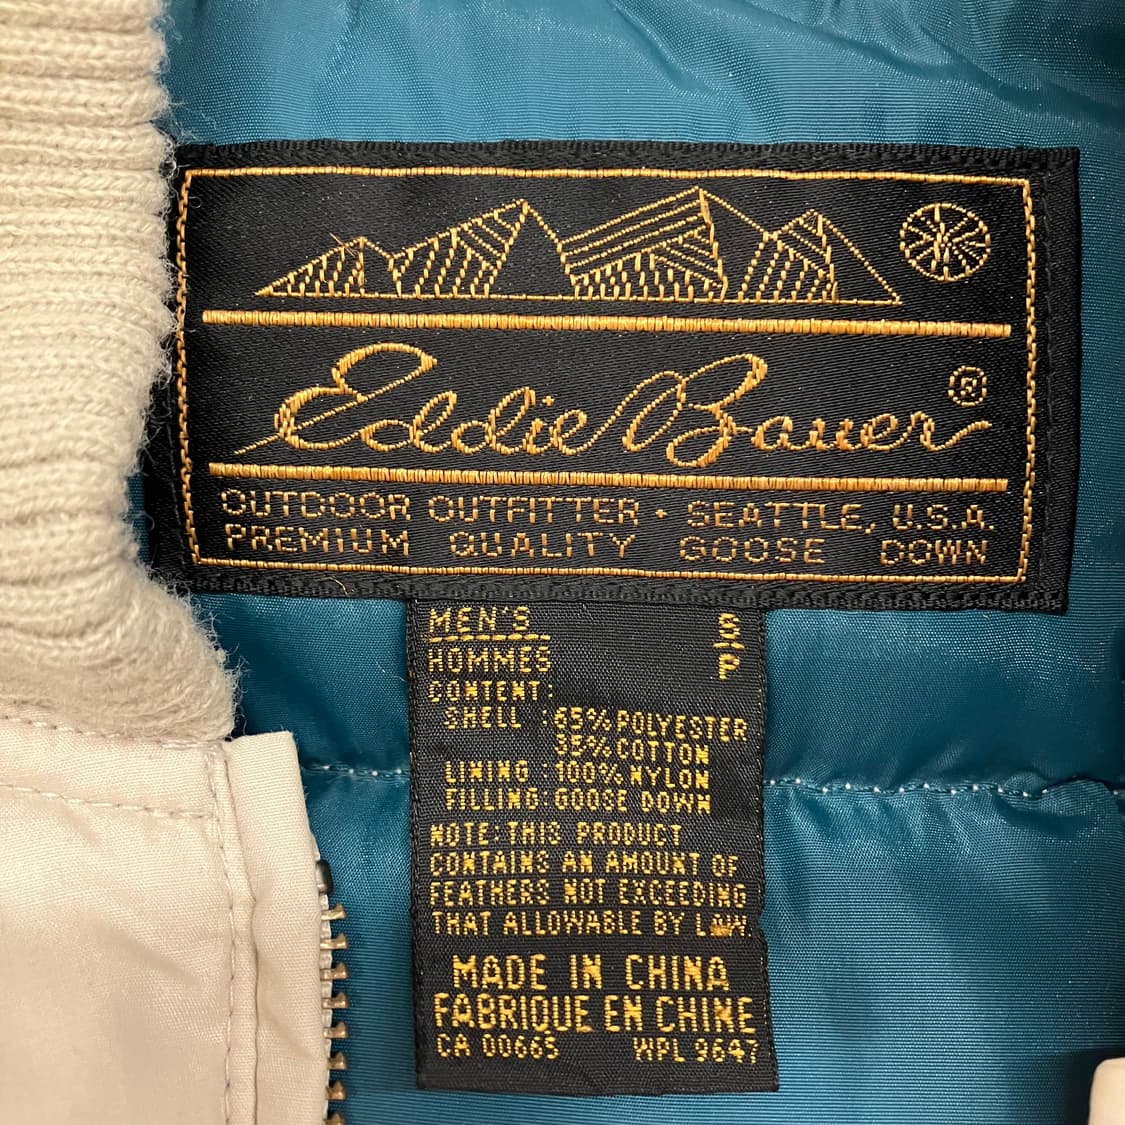 Eddie Bauer®
OUTDOOR OUTFITTER · SEATTLE, U.S.A.
PREMIUM QUALITY GOOSE DOWN
MEN'S S
HOMMES P
CONTENT:
SHELL : 65% POLYESTER
35% COTTON
LINING : 100% NYLON
FILLING: GOOSE DOWN
NOTE: THIS PRODUCT
CONTAINS AN AMOUNT OF
FEATHERS NOT EXCEEDING
THAT ALLOWABLE BY LAW
MADE IN CHINA
FABRIQUE EN CHINE
CA 00665 WPL 9647